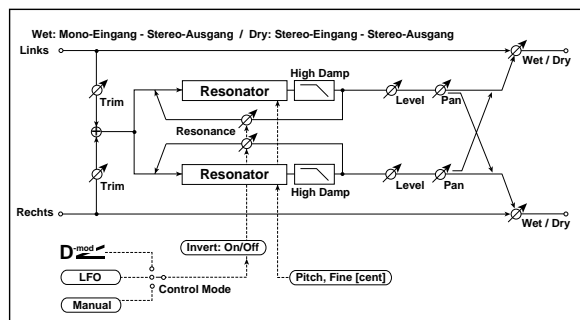 Wet: Mono-Eingang - Stereo-Ausgang / Dry: Stereo-Eingang - Stereo-Ausgang
Links
Wet / Dry
High Damp
Resonator
Trim
Level
Pan
Resonance
Resonator
High Damp
Trim
Level
Pan
Rechts
Wet / Dry
D-mod
Invert: On/Off
LFO
Pitch, Fine [cent]
Control Mode
Manual